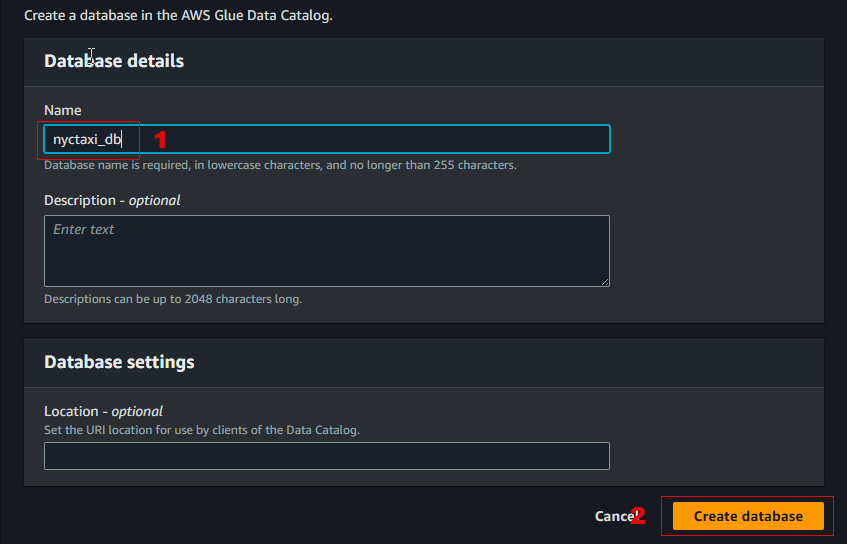 Create a database in the AWS Glue Data Catalog.
Database details
Name
nyctaxi_db 1
Database name is required, in lowercase characters, and no longer than 255 characters.
Description - optional
Enter text
Descriptions can be up to 2048 characters long.
Database settings
Location - optional
Set the URI location for use by clients of the Data Catalog.
Cancel 2 Create database